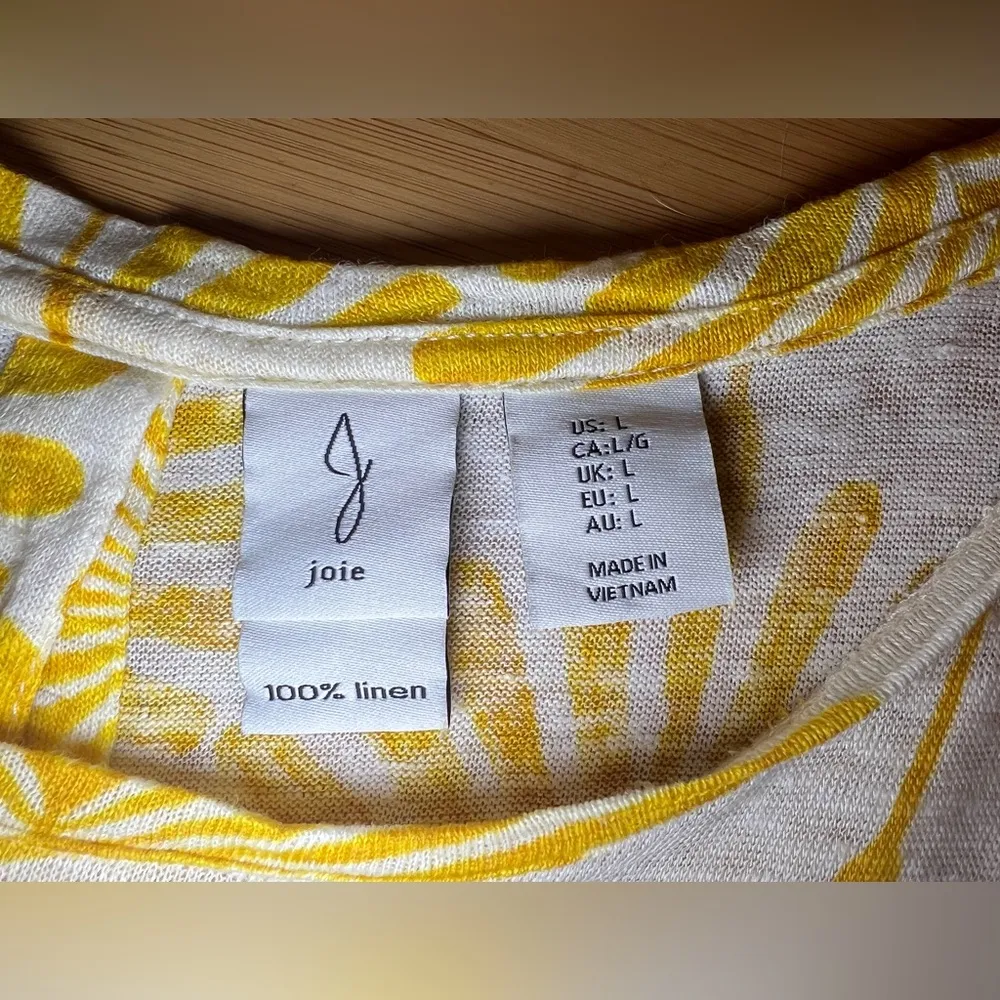 joie
100% linen
US: L
CA:L/G
UK: L
EU: L
AU: L
MADE IN
VIETNAM